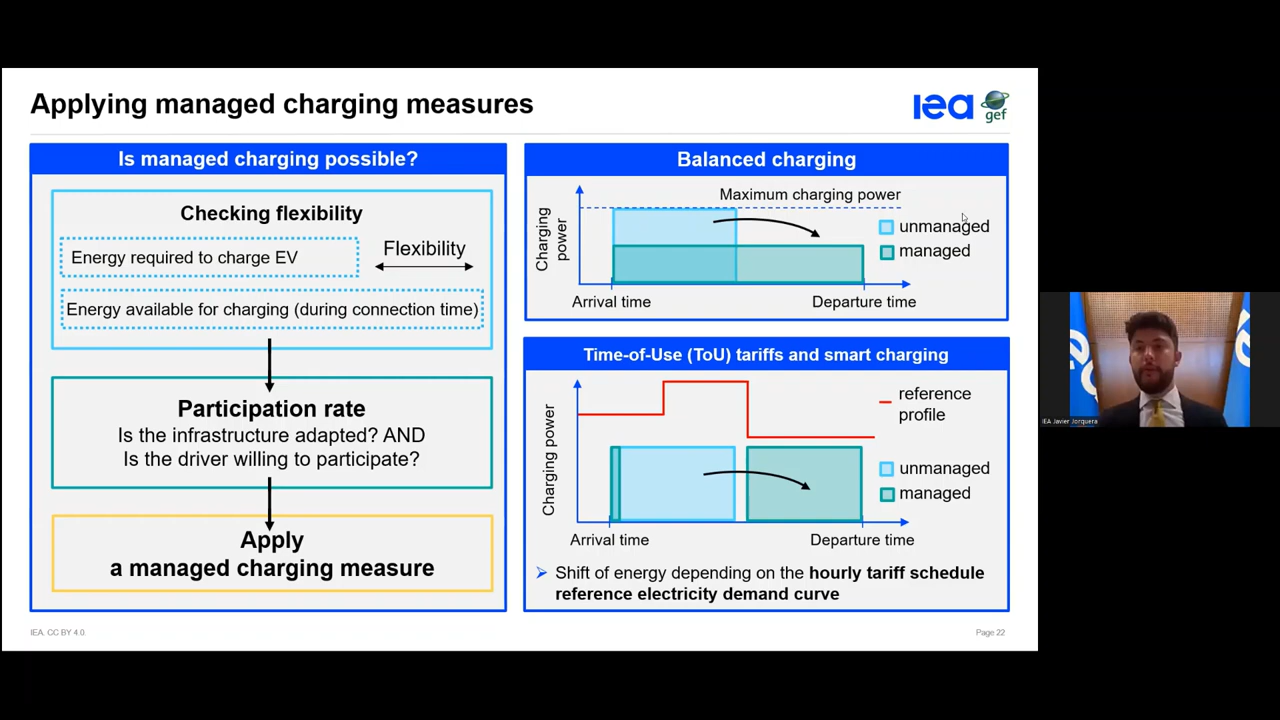 Applying managed charging measures
iea
gef
Is managed charging possible?
Checking flexibility
Energy required to charge EV
Flexibility
Energy available for charging (during connection time)
Participation rate
Is the infrastructure adapted? AND
Is the driver willing to participate?
Apply
a managed charging measure
Balanced charging
Maximum charging power
Charging
power
unmanaged
managed
Arrival time
Departure time
Time-of-Use (ToU) tariffs and smart charging
reference
profile
Charging power
unmanaged
managed
Arrival time
Departure time
Shift of energy depending on the hourly tariff schedule
reference electricity demand curve
IEA. CC BY 4.0.
Page 22
IEA Javier Jorquera